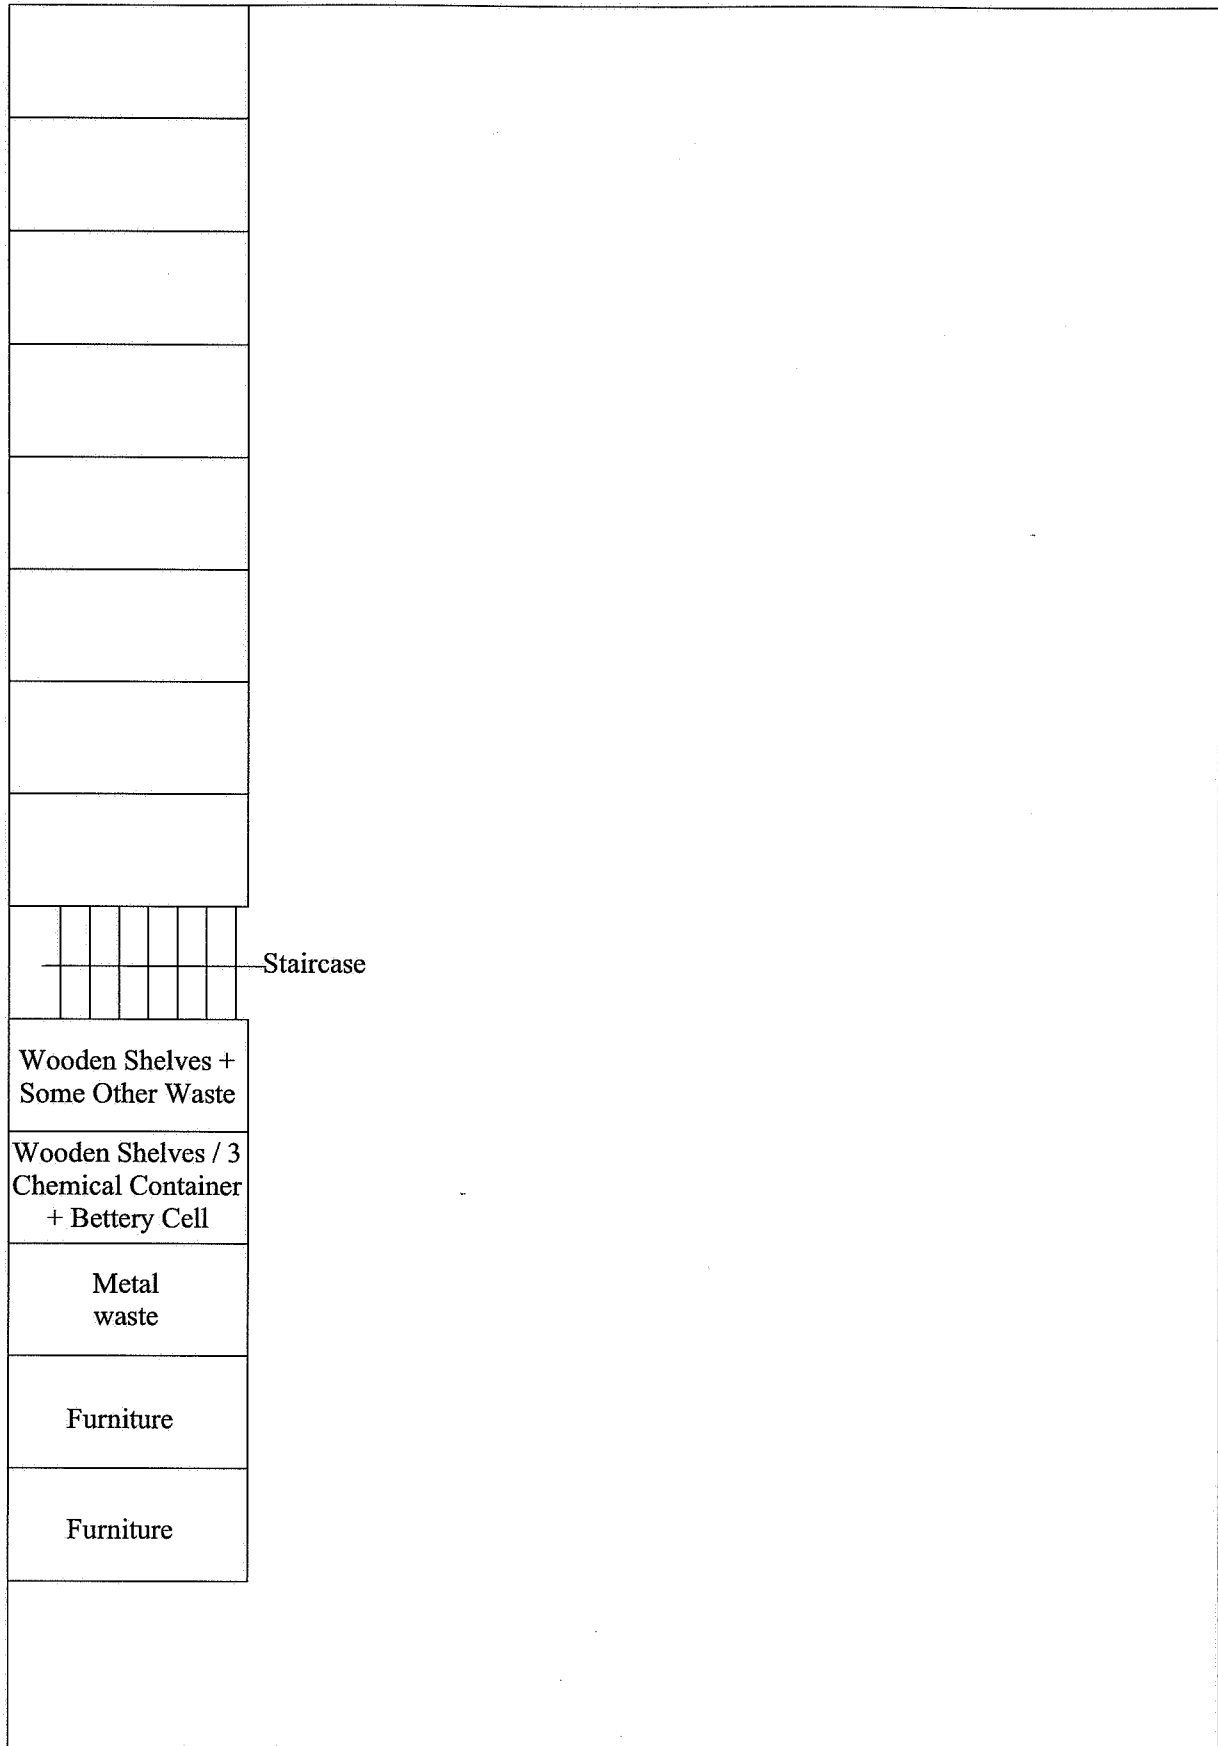 Staircase
Wooden Shelves +
Some Other Waste
Wooden Shelves / 3
Chemical Container
+ Bettery Cell
Metal
waste
Furniture
Furniture